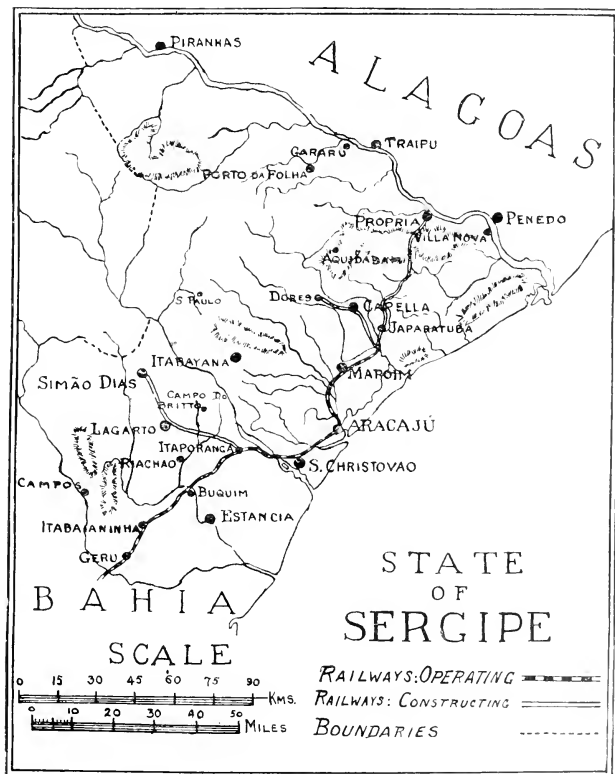 PIRANHAS
ALAGOAS
GARARU
TRAIPU
PORTO DA FOLHA
PROPRIA
PENEDO
VILLA NOVA
AQUIDABAN
DORES
S PAULO
CAPELLA
JAPARATUBA
ITABAYANA
MAROIM
SIMÃO DIAS
CAMPO DO
BRITTO
LAGARTO
ARACAJÚ
ITAPORANGA
RIACHÃO
S. CHRISTOVAO
CAMPOS
BUQUIM
ESTANCIA
ITABAIANINHA
GERU
BAHIA
STATE
OF
SERGIPE
SCALE
0 15 30 45 60 75 90
KMS.
0 10 20 30 40 50
MILES
RAILWAYS: OPERATING
RAILWAYS: CONSTRUCTING
BOUNDARIES